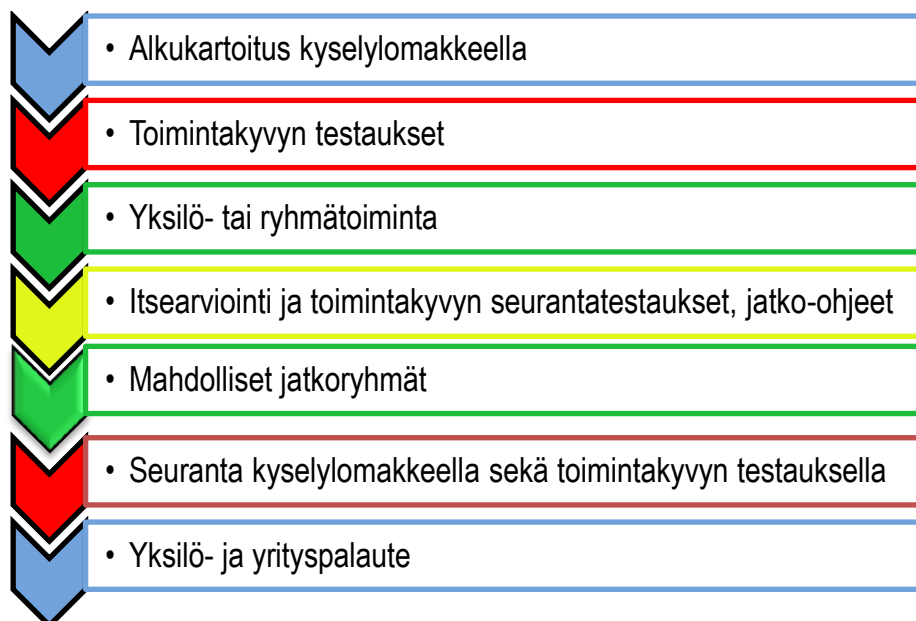 • Alkukartoitus kyselylomakkeella
• Toimintakyvyn testaukset
• Yksilö- tai ryhmätoiminta
• Itsearviointi ja toimintakyvyn seurantatestaukset, jatko-ohjeet
• Mahdolliset jatkoryhmät
• Seuranta kyselylomakkeella sekä toimintakyvyn testauksella
• Yksilö- ja yrityspalaute